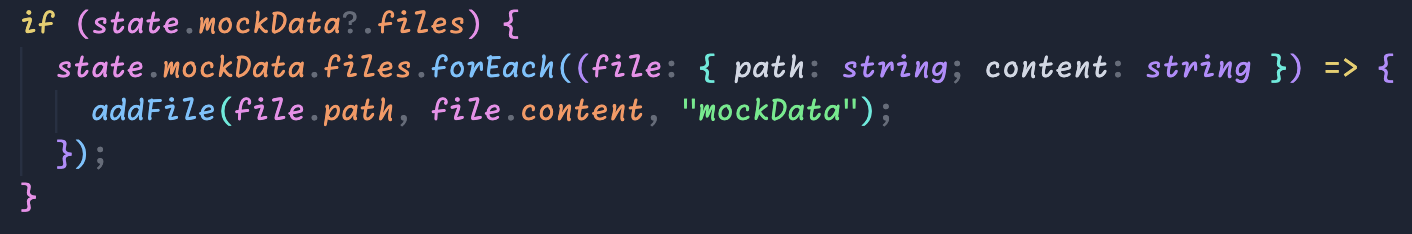 if (state.mockData?.files) {
  state.mockData.files.forEach((file: { path: string; content: string }) => {
    addFile(file.path, file.content, "mockData");
  });
}